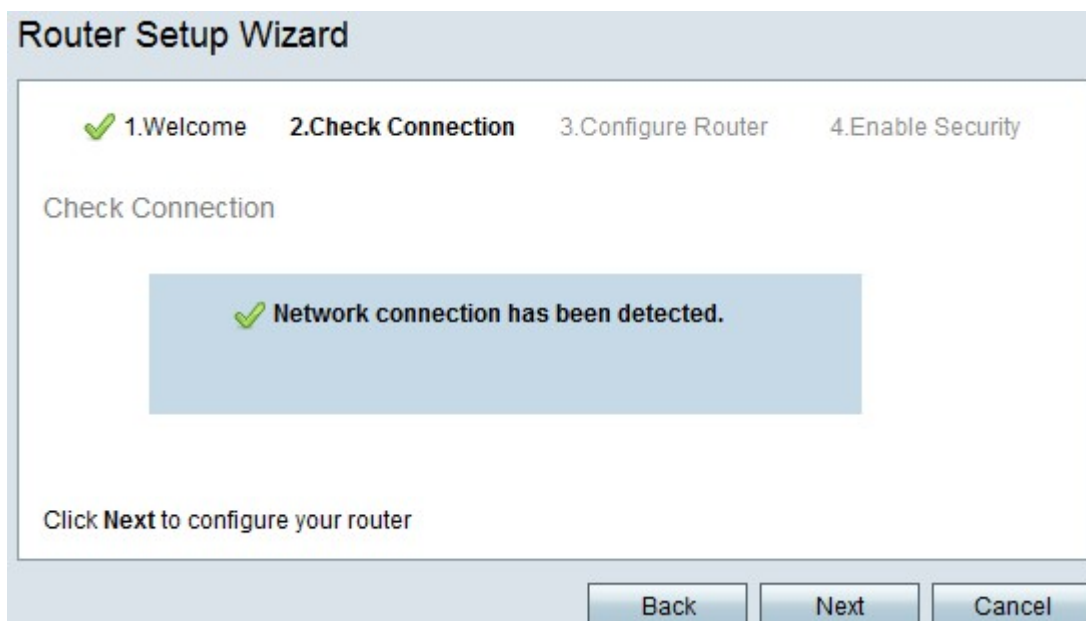 Router Setup Wizard
1.Welcome 2.Check Connection 3.Configure Router 4.Enable Security
Check Connection
Network connection has been detected.
Click Next to configure your router
Back Next Cancel